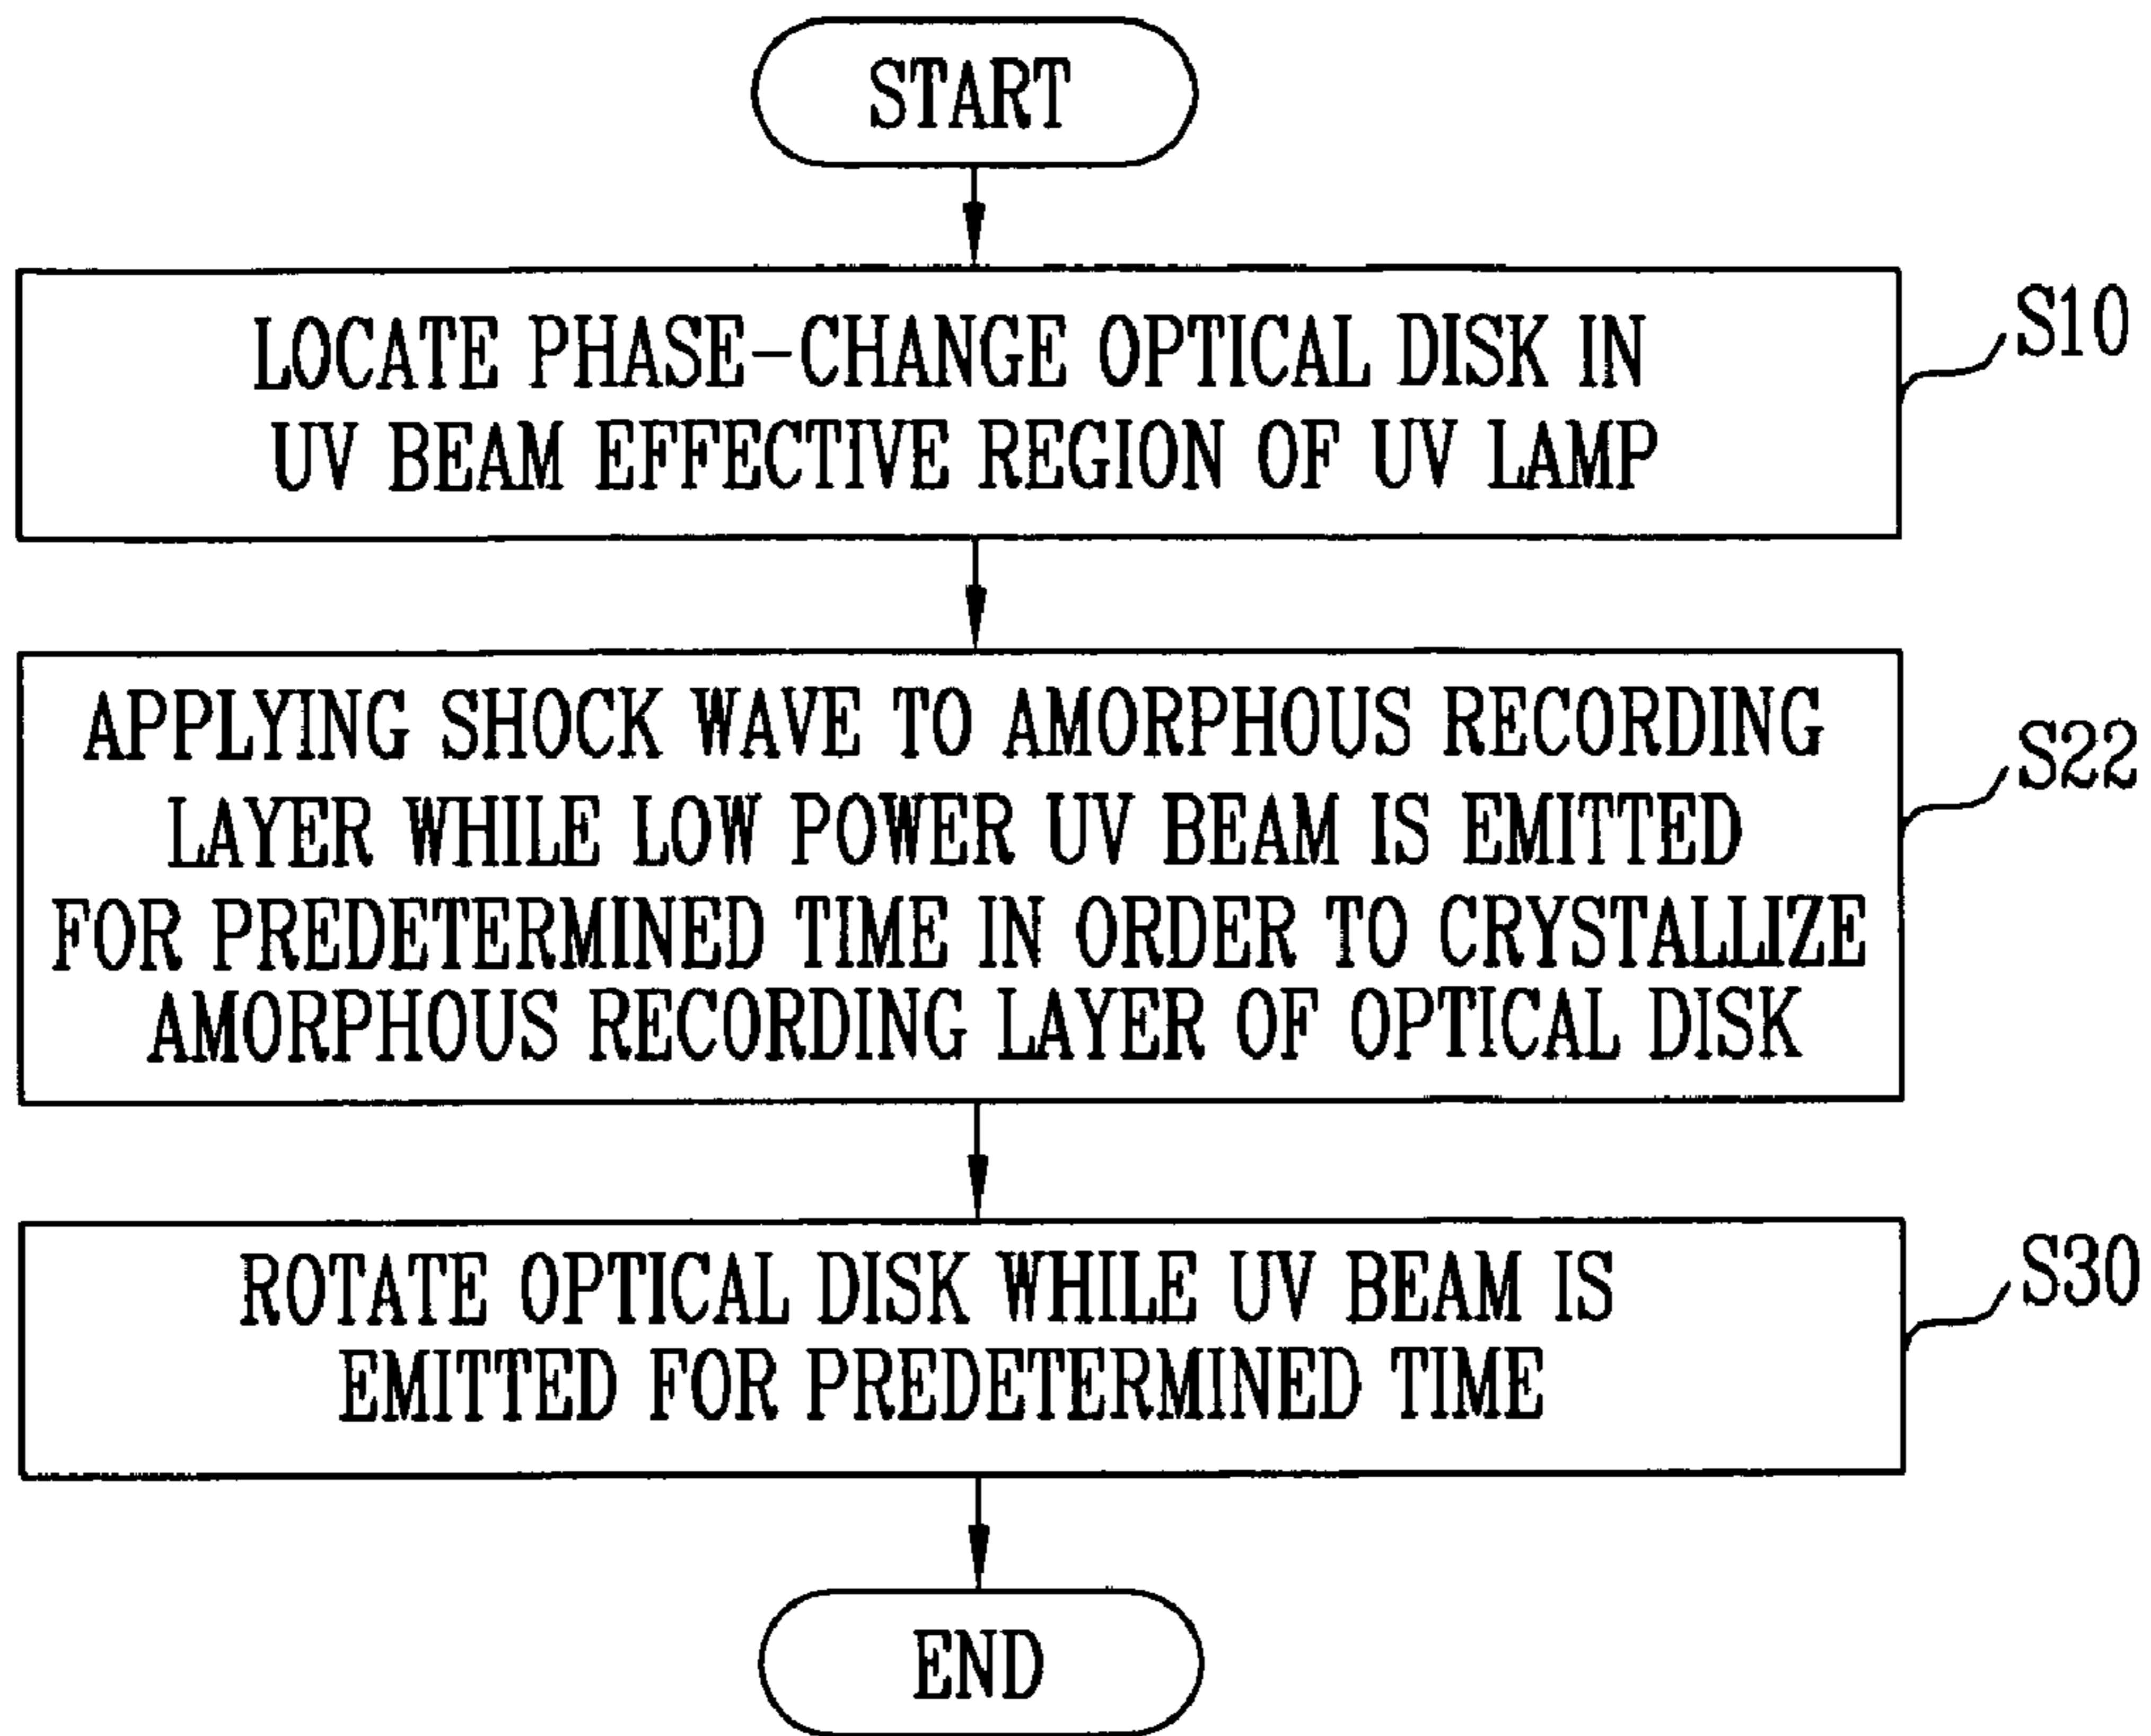 START
LOCATE PHASE-CHANGE OPTICAL DISK IN
UV BEAM EFFECTIVE REGION OF UV LAMP
S10
APPLYING SHOCK WAVE TO AMORPHOUS RECORDING
LAYER WHILE LOW POWER UV BEAM IS EMITTED
FOR PREDETERMINED TIME IN ORDER TO CRYSTALLIZE
AMORPHOUS RECORDING LAYER OF OPTICAL DISK
S22
ROTATE OPTICAL DISK WHILE UV BEAM IS
EMITTED FOR PREDETERMINED TIME
S30
END